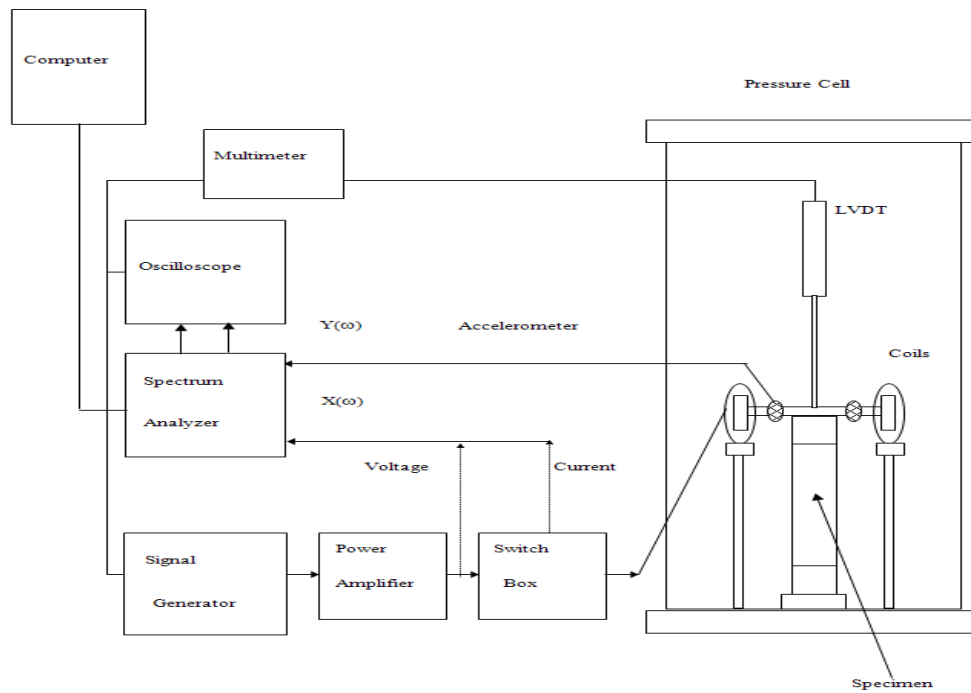 Computer
Pressure Cell
Multimeter
LVDT
Oscilloscope
Y(ω)
Accelerometer
Coils
Spectrum
Analyzer
X(ω)
Voltage
Current
Signal
Generator
Power
Amplifier
Switch
Box
Specimen